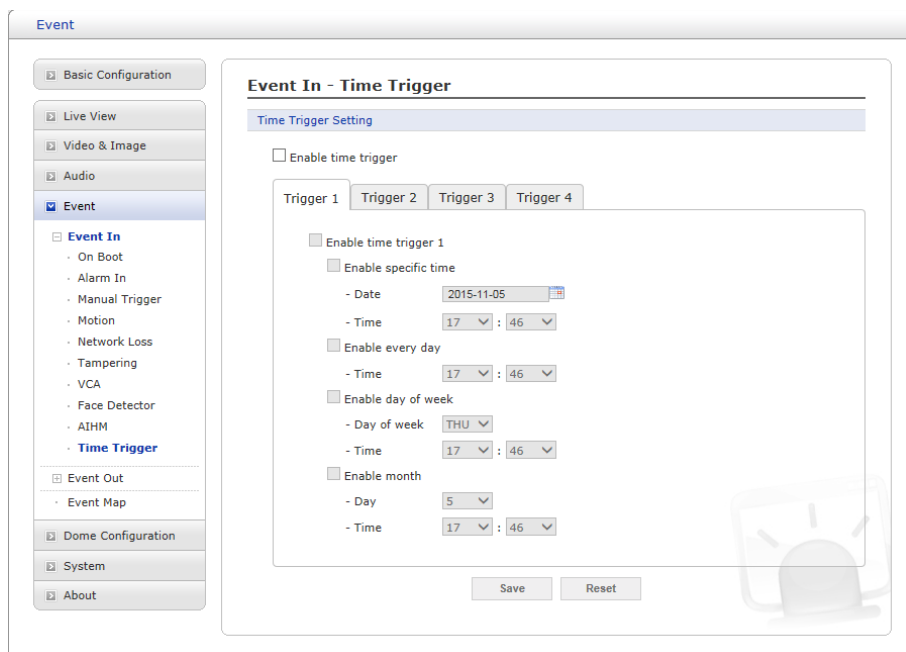 Event
Basic Configuration
Live View
Video & Image
Audio
Event
Event In
On Boot
Alarm In
Manual Trigger
Motion
Network Loss
Tampering
VCA
Face Detector
AIHM
Time Trigger
Event Out
Event Map
Dome Configuration
System
About
Event In - Time Trigger
Time Trigger Setting
Enable time trigger
Trigger 1 Trigger 2 Trigger 3 Trigger 4
Enable time trigger 1
Enable specific time
- Date 2015-11-05
- Time 17 : 46
Enable every day
- Time 17 : 46
Enable day of week
- Day of week THU
- Time 17 : 46
Enable month
- Day 5
- Time 17 : 46
Save Reset